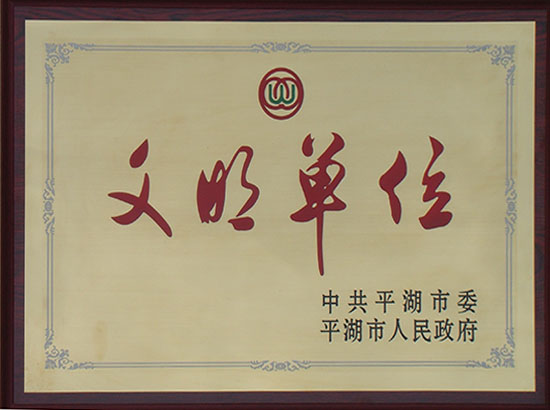 文明单位
中共平湖市委
平湖市人民政府